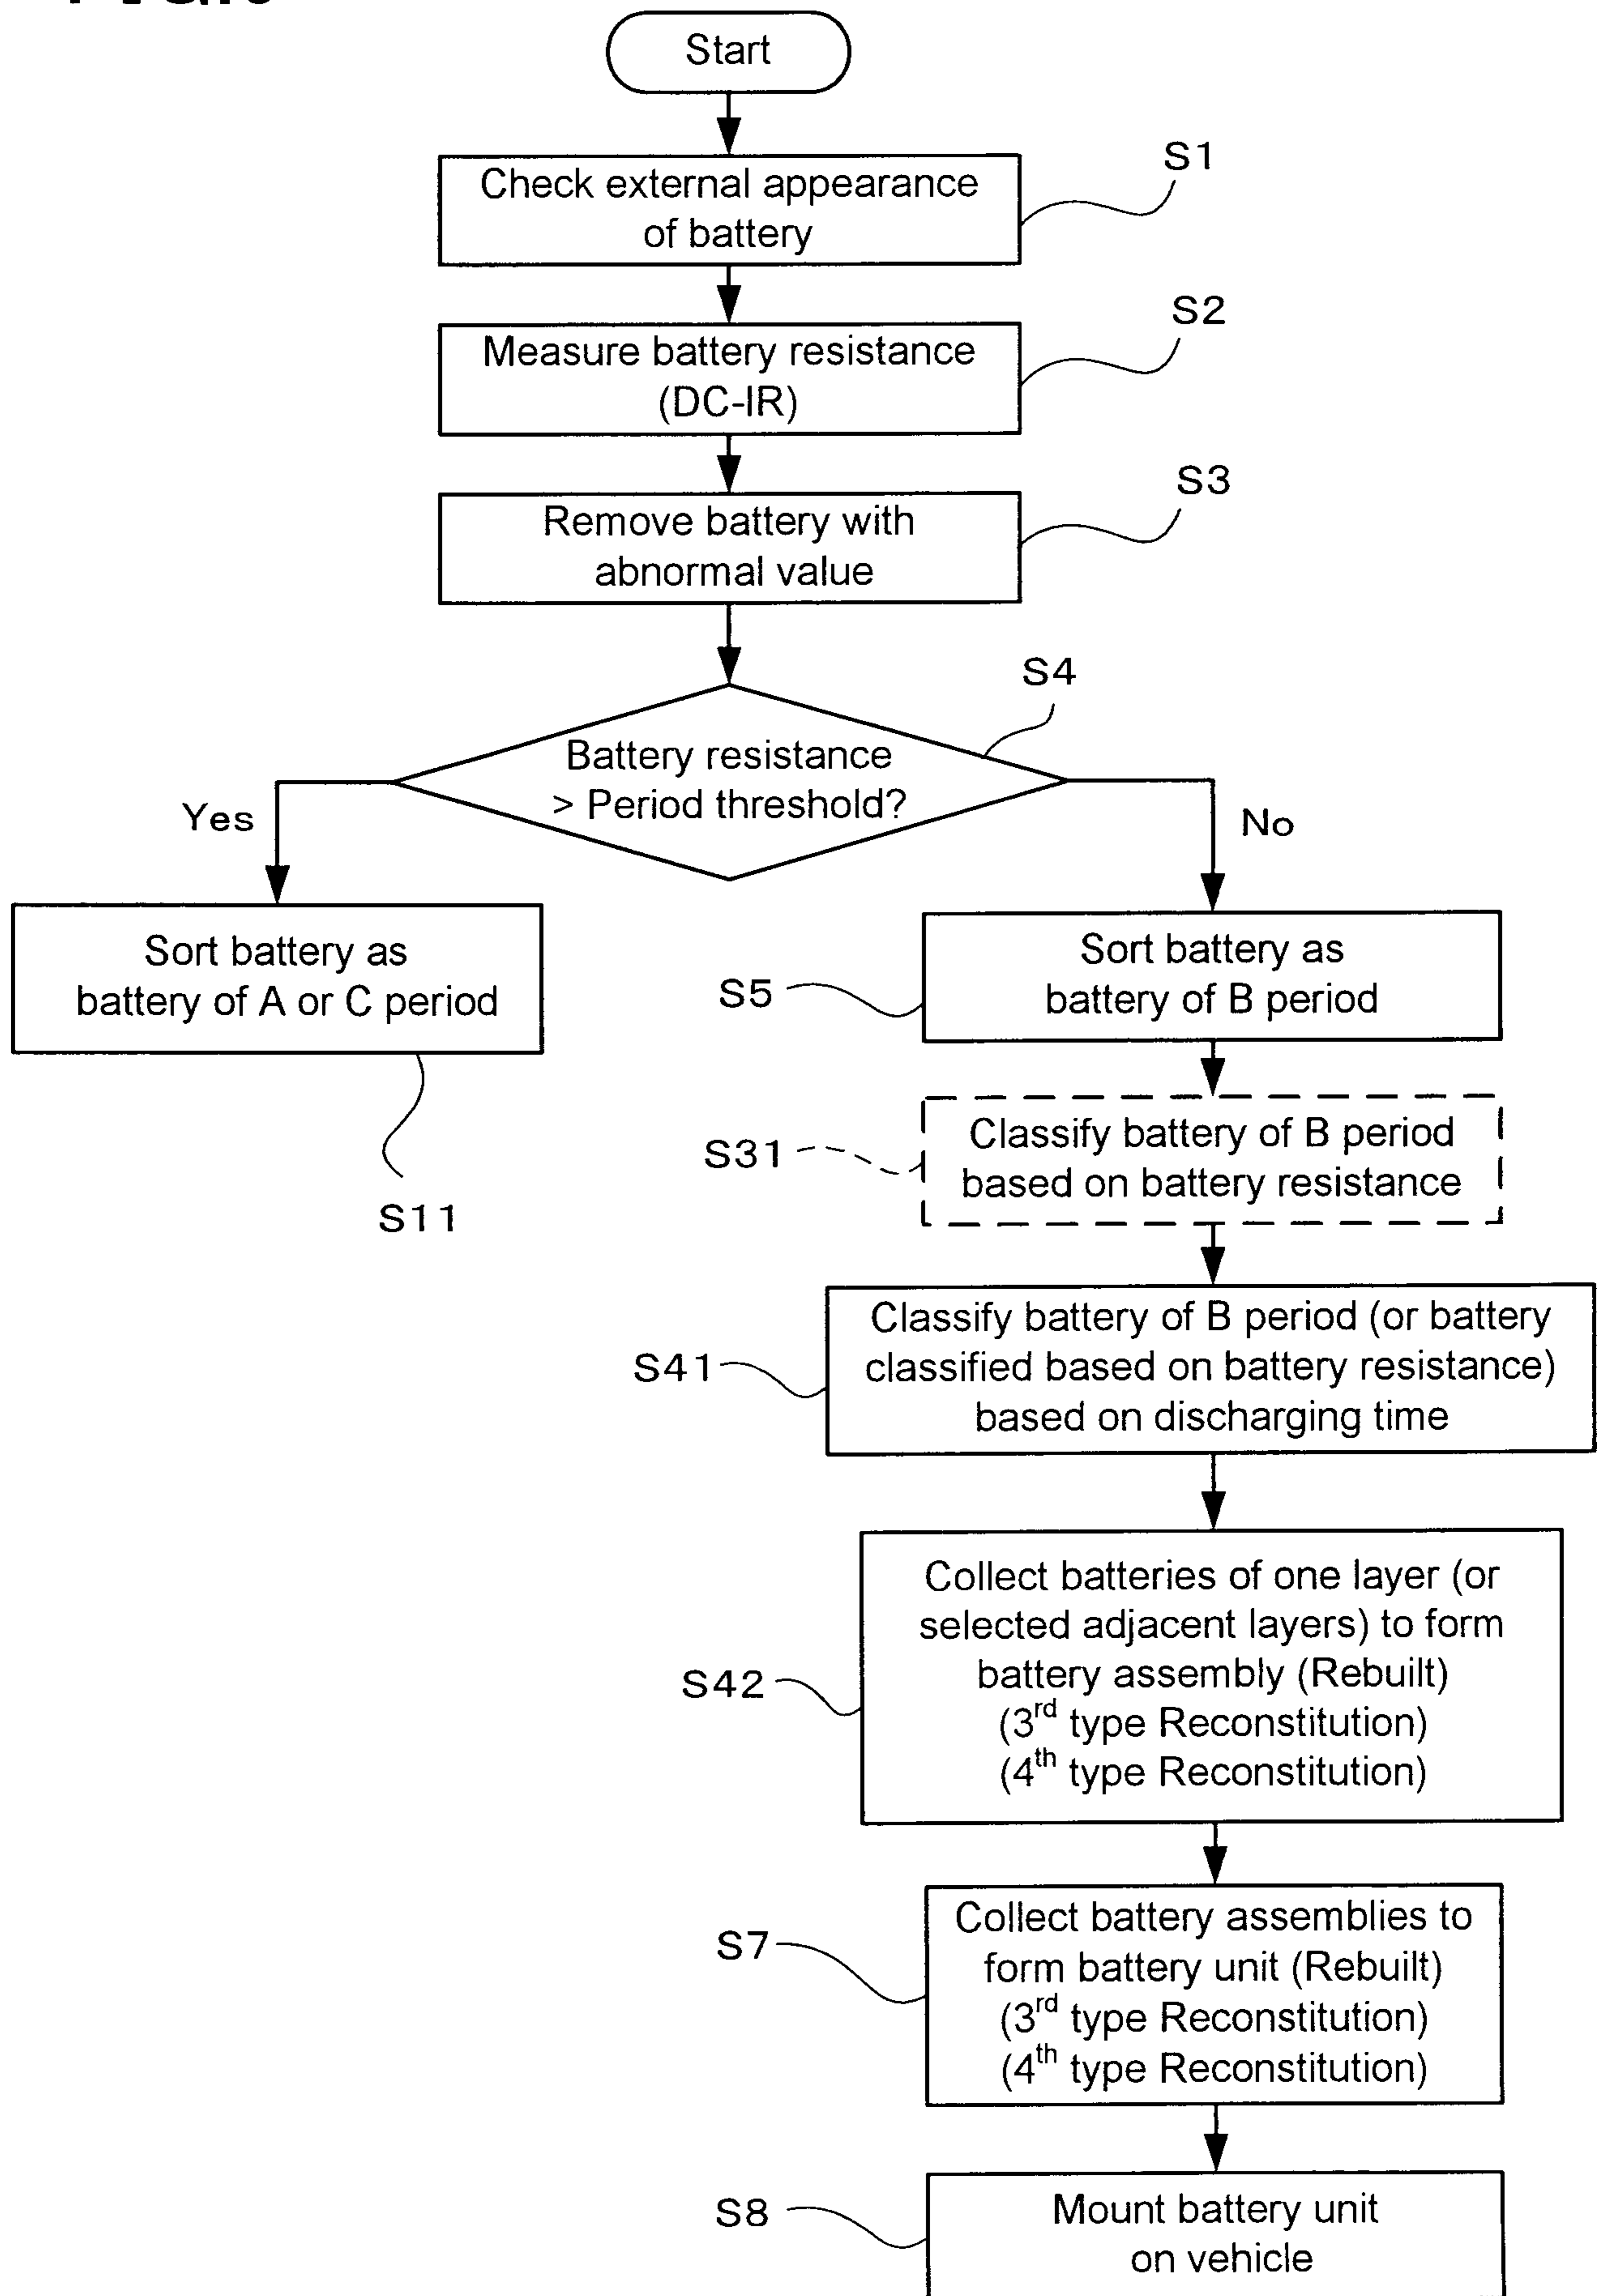 Start
Check external appearance
of battery
S1
Measure battery resistance
(DC-IR)
S2
Remove battery with
abnormal value
S3
Battery resistance
> Period threshold?
S4
Yes
No
Sort battery as
battery of A or C period
S11
Sort battery as
battery of B period
S5
Classify battery of B period
based on battery resistance
S31
Classify battery of B period (or battery
classified based on battery resistance)
based on discharging time
S41
Collect batteries of one layer (or
selected adjacent layers) to form
battery assembly (Rebuilt)
(3rd type Reconstitution)
(4th type Reconstitution)
S42
Collect battery assemblies to
form battery unit (Rebuilt)
(3rd type Reconstitution)
(4th type Reconstitution)
S7
Mount battery unit
on vehicle
S8